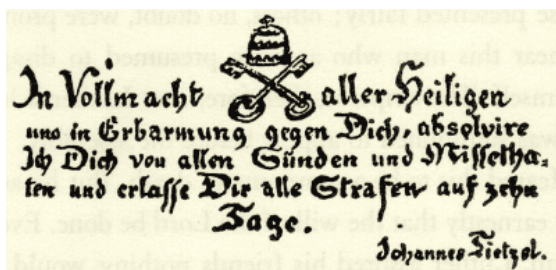 In Vollmacht aller Heiligen
und in Erbarmung gegen Dich, absolvire
Ich Dich von allen Sünden und Missetha-
ten und erlasse Dir alle Strafen auf zehn
Tage.
Johannes Tietzel.